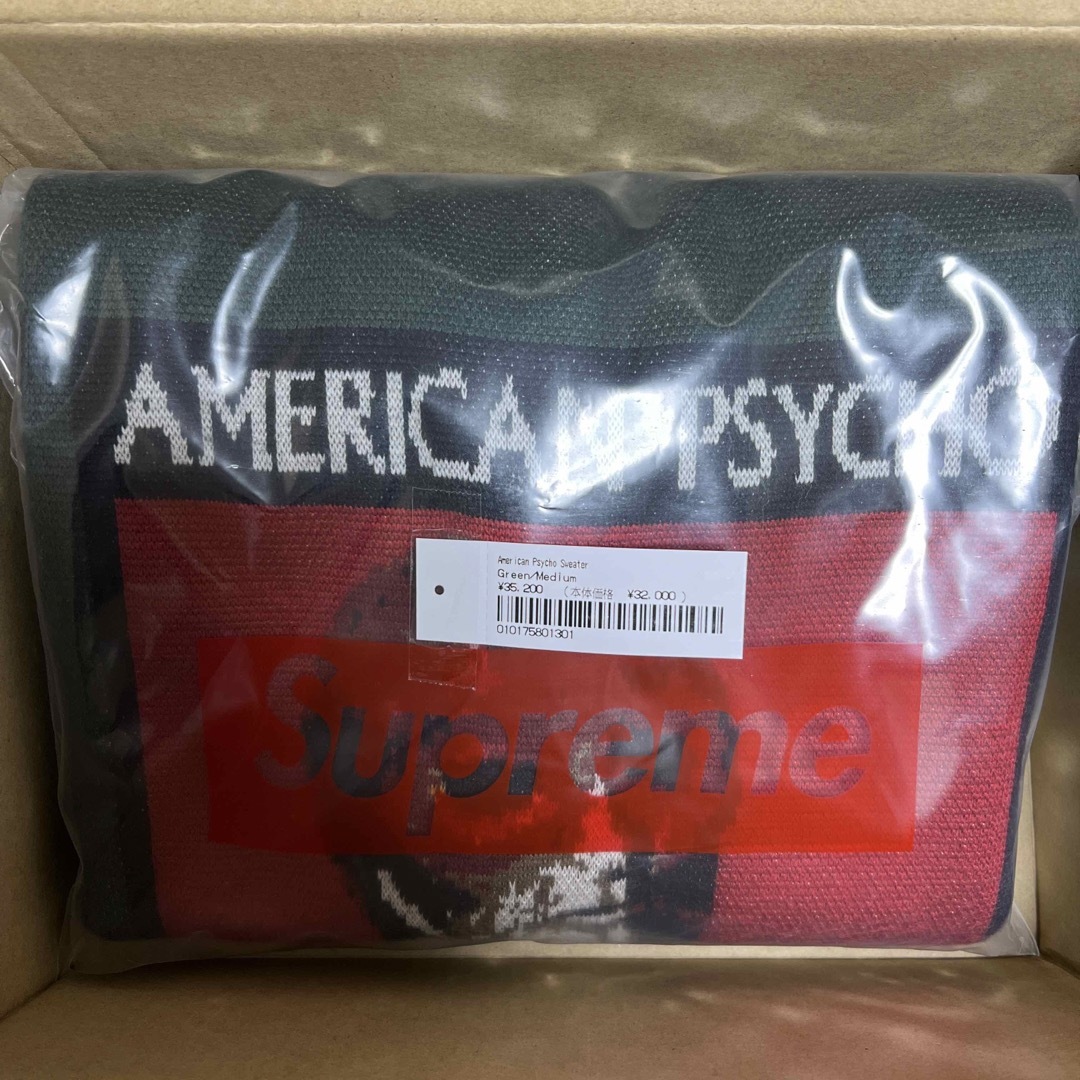 AMERICAN PSYCHO
American Psycho Sweater
Green/Medium
¥35,200 (本体価格 ¥32,000 )
010175801301
Supreme